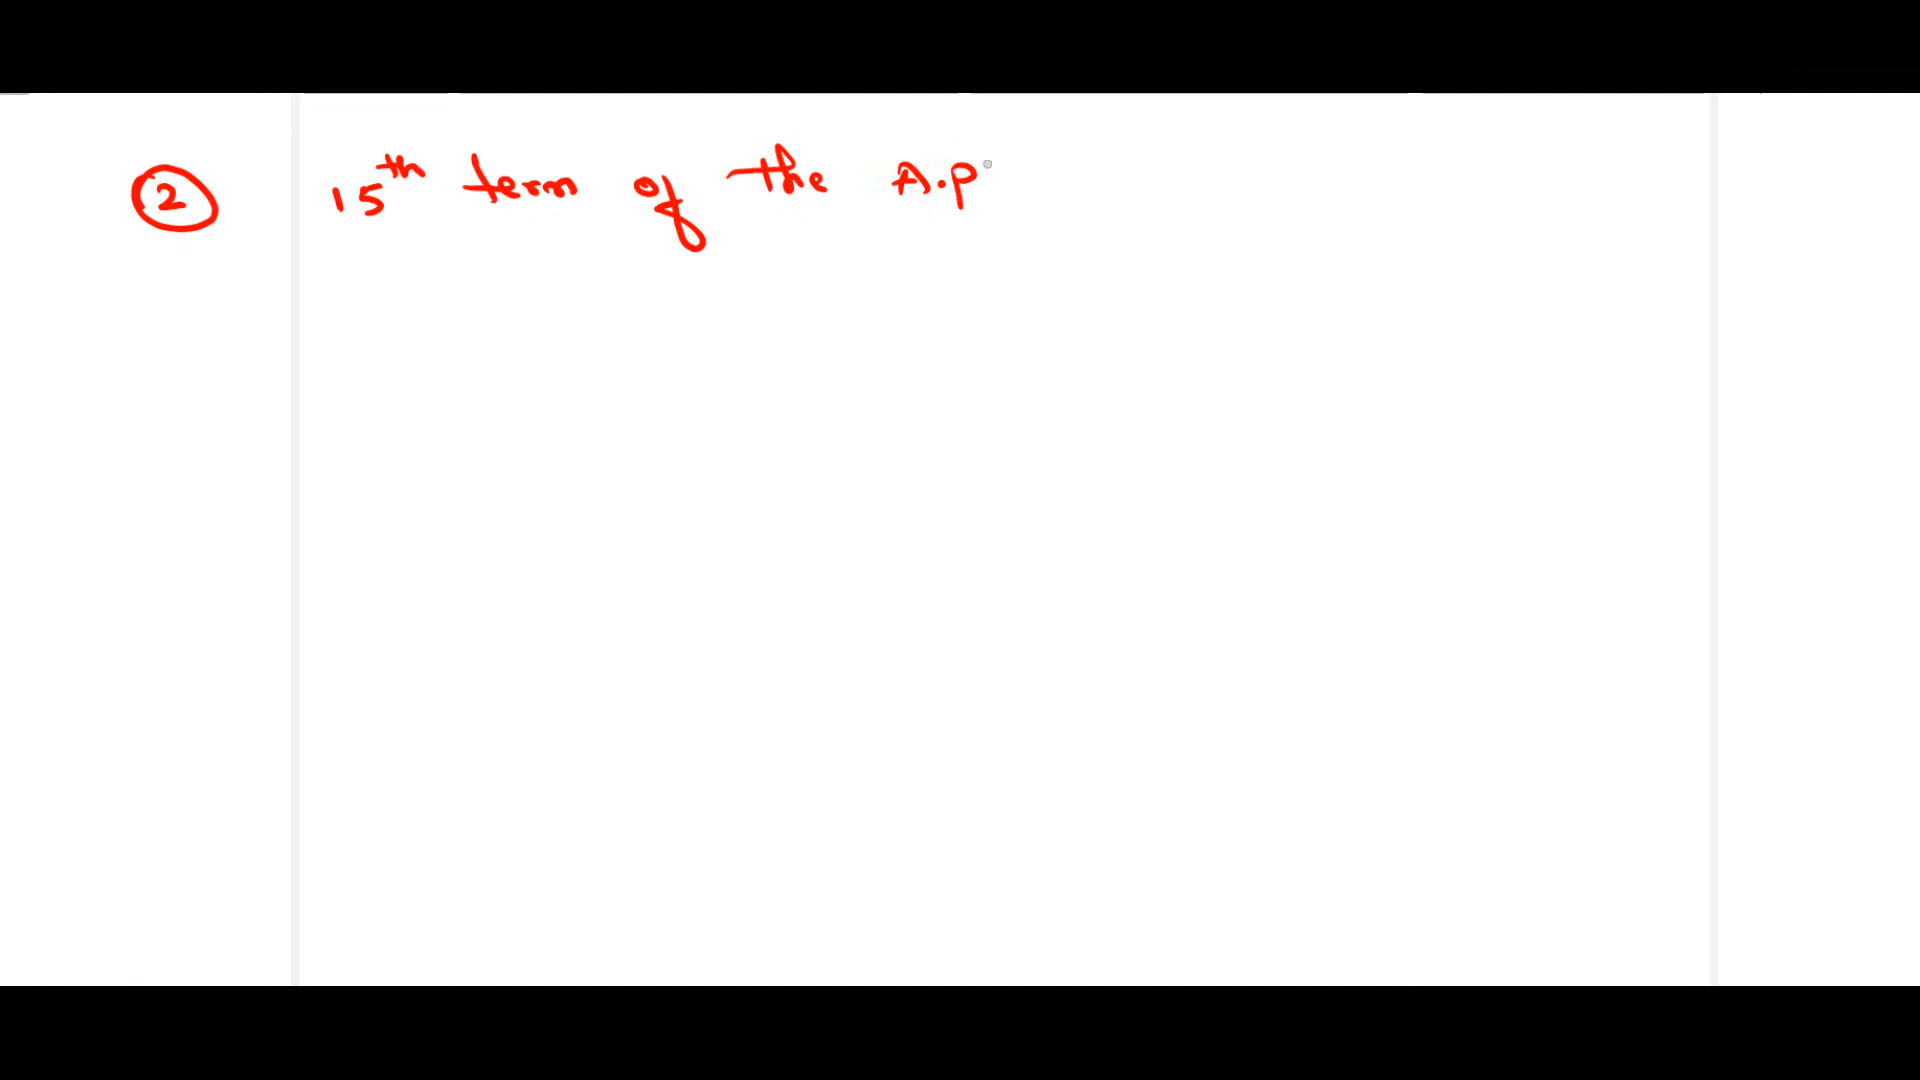 ② 15th term of the A.P